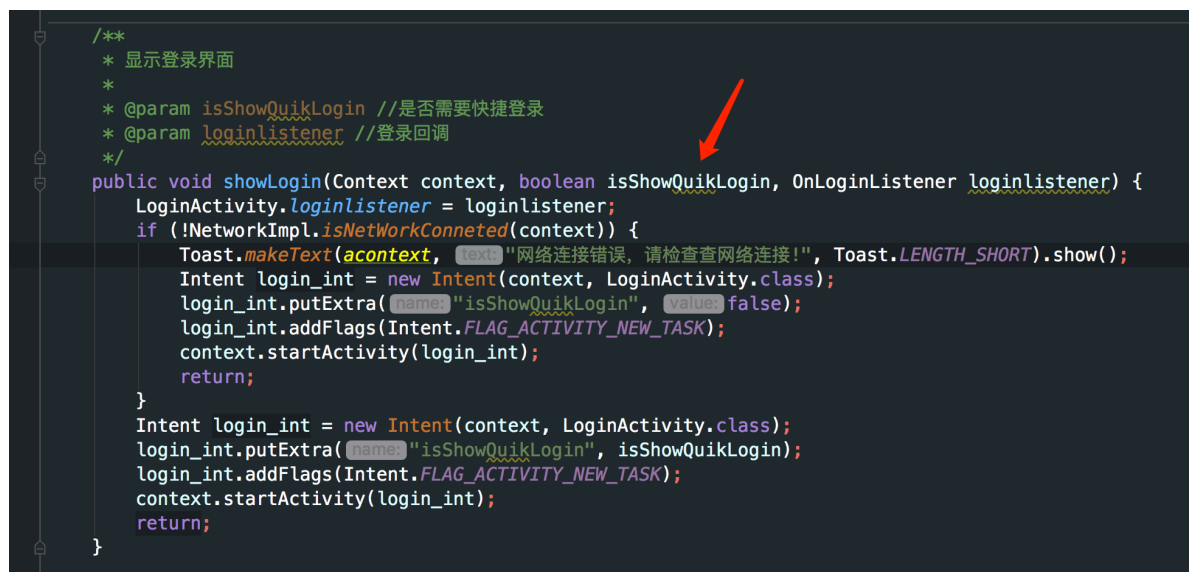 /**
* 显示登录界面
*
* @param isShowQuikLogin //是否需要快捷登录
* @param loginlistener //登录回调
*/
public void showLogin(Context context, boolean isShowQuikLogin, OnLoginListener loginlistener) {
LoginActivity.loginlistener = loginlistener;
if (!NetworkImpl.isNetWorkConneted(context)) {
Toast.makeText(acontext, text: "网络连接错误，请检查查网络连接!", Toast.LENGTH_SHORT).show();
Intent login_int = new Intent(context, LoginActivity.class);
login_int.putExtra(name: "isShowQuikLogin", value: false);
login_int.addFlags(Intent.FLAG_ACTIVITY_NEW_TASK);
context.startActivity(login_int);
return;
}
Intent login_int = new Intent(context, LoginActivity.class);
login_int.putExtra(name: "isShowQuikLogin", isShowQuikLogin);
login_int.addFlags(Intent.FLAG_ACTIVITY_NEW_TASK);
context.startActivity(login_int);
return;
}